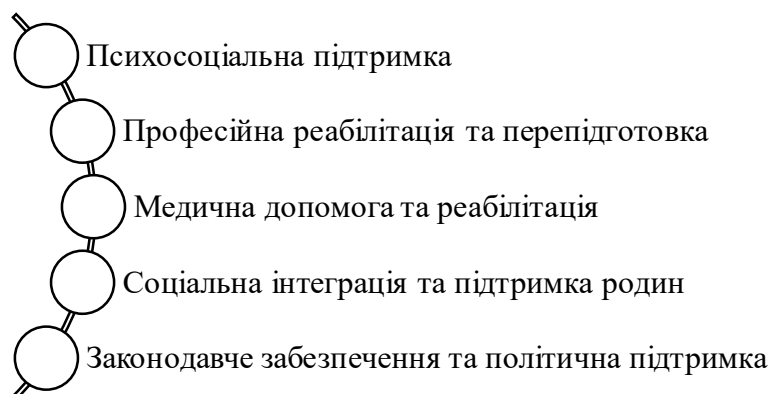 Психосоціальна підтримка
Професійна реабілітація та перепідготовка
Медична допомога та реабілітація
Соціальна інтеграція та підтримка родин
Законодавче забезпечення та політична підтримка